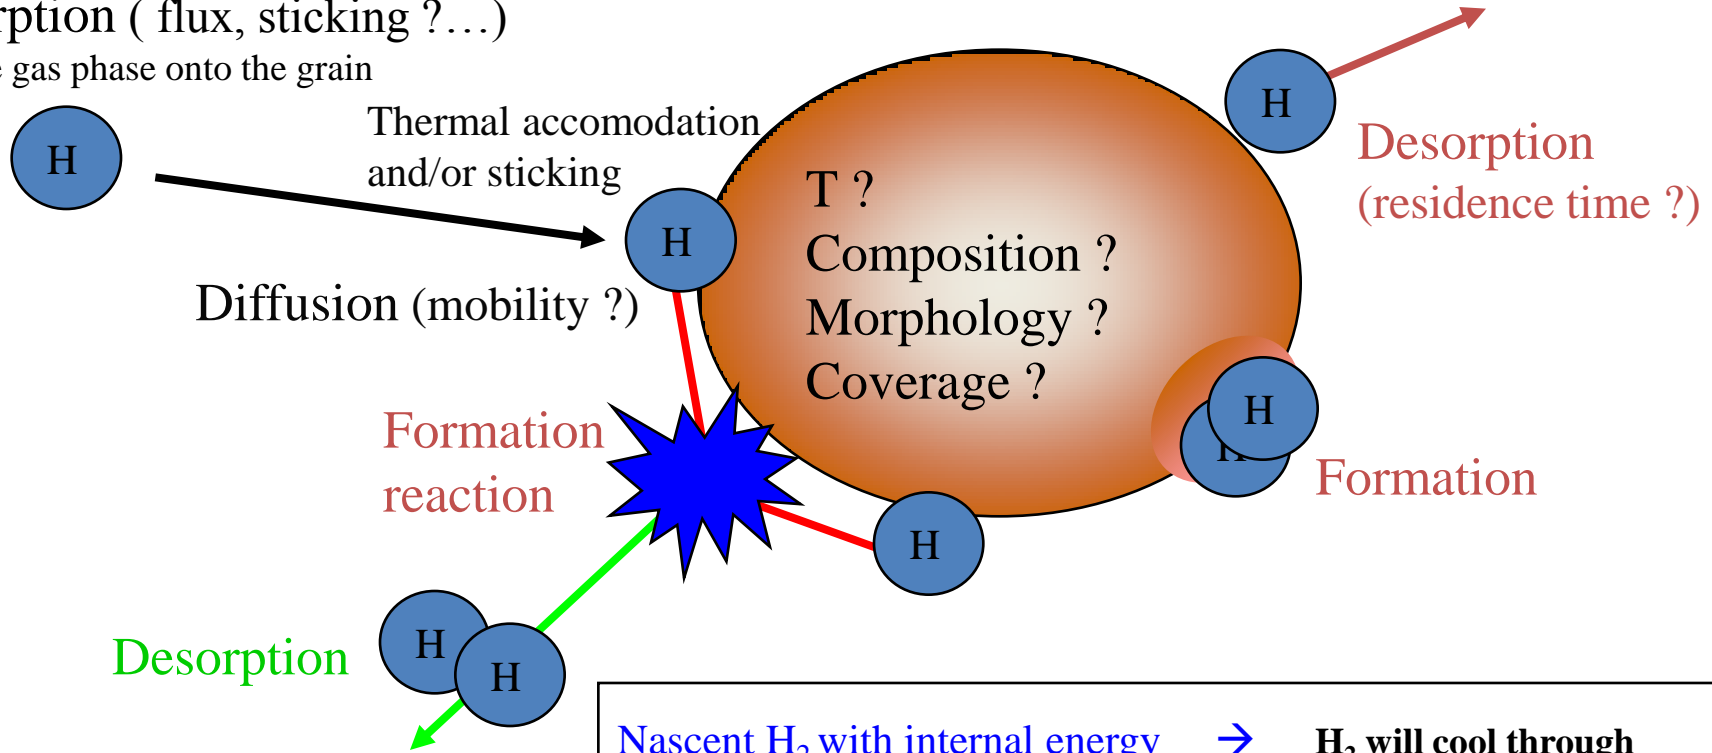 rption ( flux, sticking ?…)
gas phase onto the grain
H
Thermal accomodation
and/or sticking
H
Diffusion (mobility ?)
T ?
Composition ?
Morphology ?
Coverage ?
H
Desorption
(residence time ?)
Formation
reaction
H
H
H
Formation
Desorption
H
H
Nascent H2 with internal energy → H2 will cool through